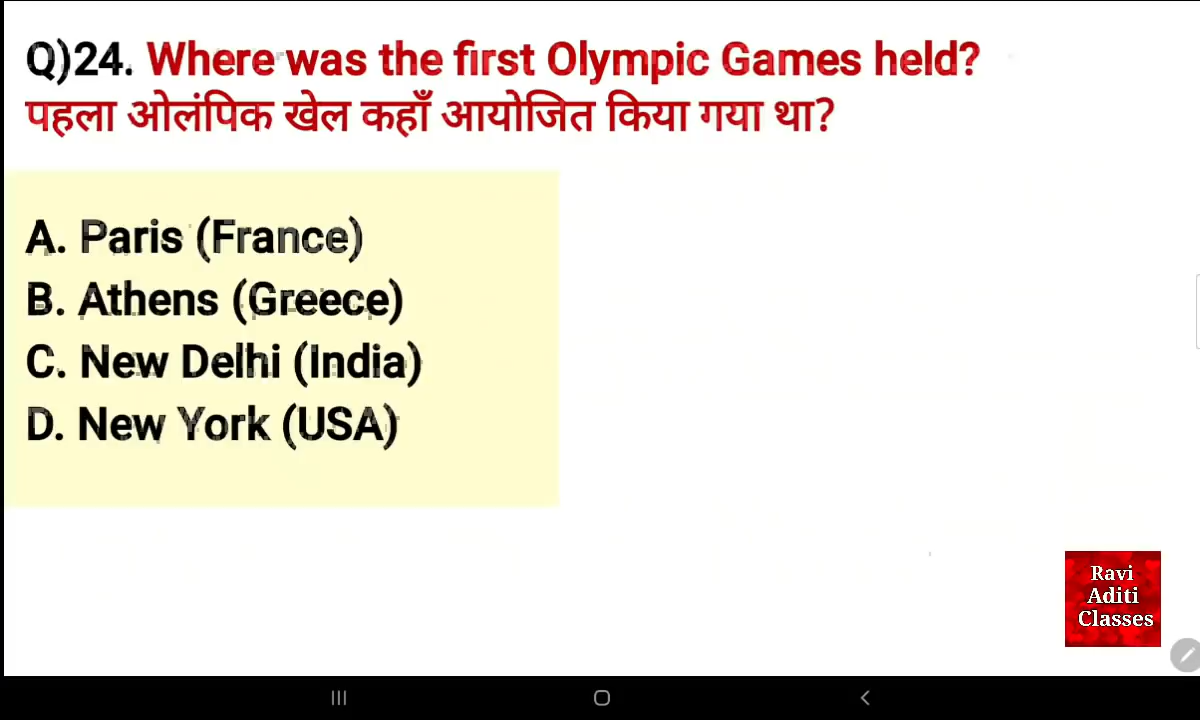 Q)24. Where was the first Olympic Games held?
पहला ओलंपिक खेल कहाँ आयोजित किया गया था?
A. Paris (France)
B. Athens (Greece)
C. New Delhi (India)
D. New York (USA)
Ravi
Aditi
Classes